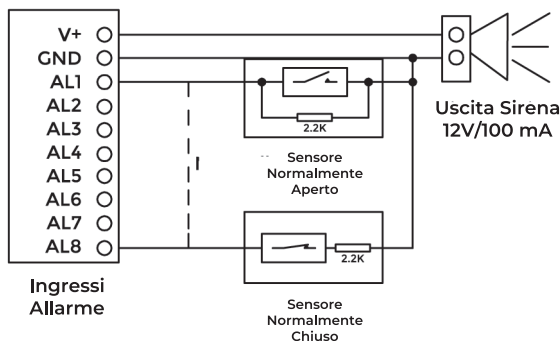 V+
GND
AL1
AL2
AL3
AL4
AL5
AL6
AL7
AL8
Ingressi
Allarme
2.2K
Sensore
Normalmente
Aperto
2.2K
Sensore
Normalmente
Chiuso
Uscita Sirena
12V/100 mA